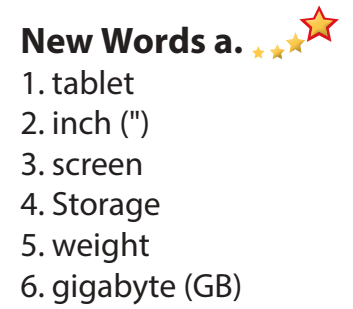 New Words a.
1. tablet
2. inch (")
3. screen
4. Storage
5. weight
6. gigabyte (GB)